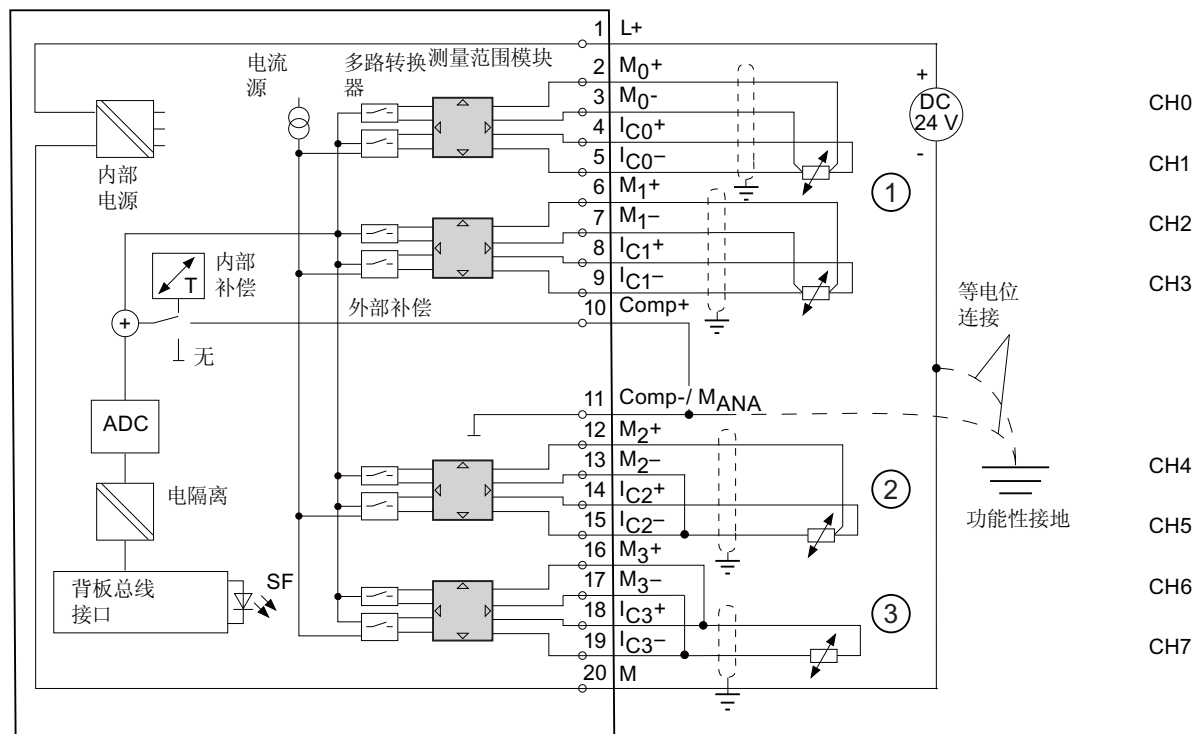 1 L+
电流
源
多路转换
器
测量范围模块
2 M0+
3 M0-
4 IC0+
5 IC0–
6 M1+
7 M1–
8 IC1+
9 IC1–
10 Comp+
+
DC
24 V
-
CH0
CH1
CH2
CH3
内部
电源
①
T
内部
补偿
外部补偿
+
无
等电位
连接
11 Comp-/ MANA
12 M2+
13 M2–
14 IC2+
15 IC2–
16 M3+
17 M3–
18 IC3+
19 IC3–
20 M
ADC
电隔离
②
功能性接地
CH4
CH5
CH6
CH7
背板总线
接口
SF
③